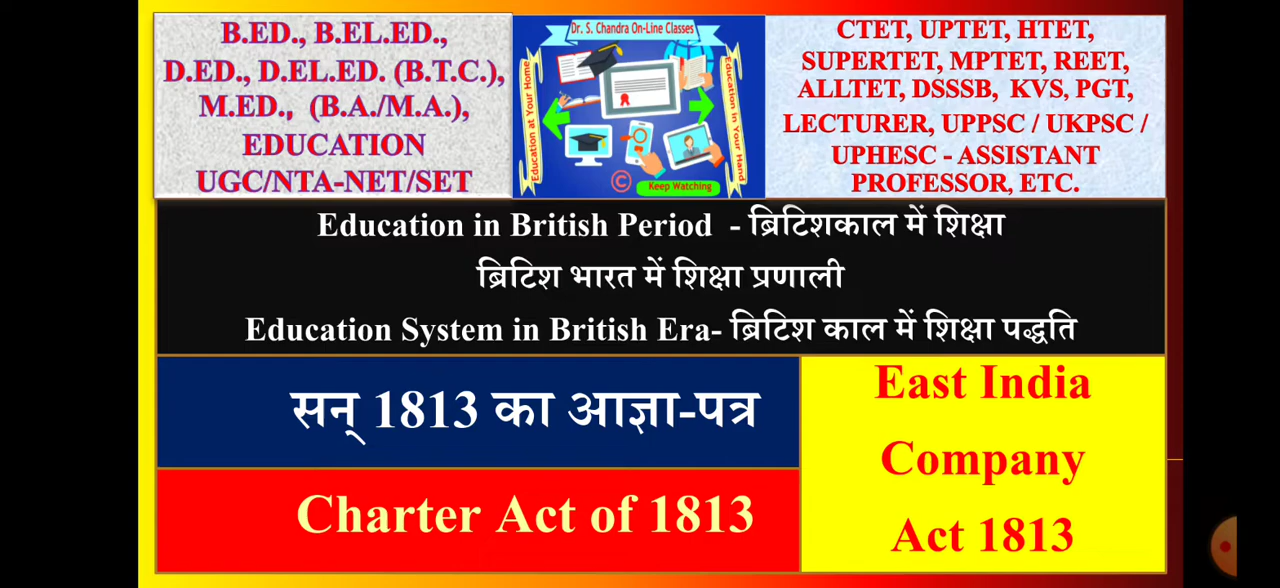 B.ED., B.EL.ED.,
D.ED., D.EL.ED. (B.T.C.),
M.ED., (B.A./M.A.),
EDUCATION
UGC/NTA-NET/SET
Dr. S. Chandra On-Line Classes
Education at Your Home
Education in Your Hand
© Keep Watching
CTET, UPTET, HTET,
SUPERTET, MPTET, REET,
ALLTET, DSSSB, KVS, PGT,
LECTURER, UPPSC / UKPSC /
UPHESC - ASSISTANT
PROFESSOR, ETC.
Education in British Period - ब्रिटिशकाल में शिक्षा
ब्रिटिश भारत में शिक्षा प्रणाली
Education System in British Era- ब्रिटिश काल में शिक्षा पद्धति
सन् 1813 का आज्ञा-पत्र
Charter Act of 1813
East India
Company
Act 1813